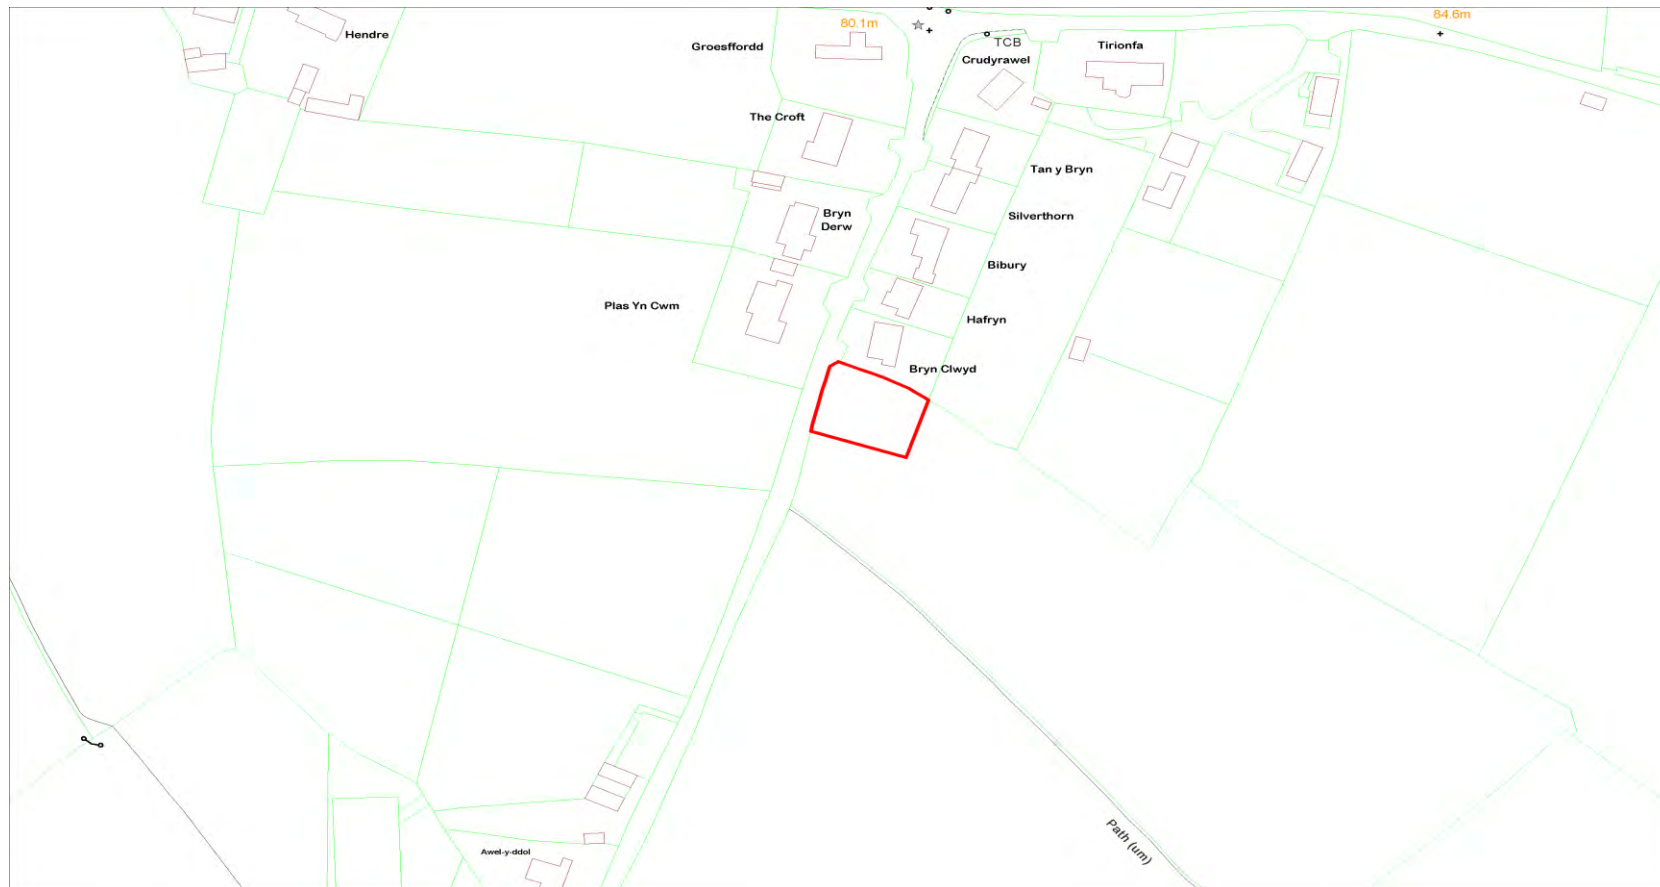 80.1m
84.6m
Hendre
Groesffordd
TCB
Tirionfa
Crudyrawel
The Croft
Tan y Bryn
Bryn
Derw
Silverthorn
Bibury
Plas Yn Cwm
Hafryn
Bryn Clwyd
Path (um)
Awel-y-ddol